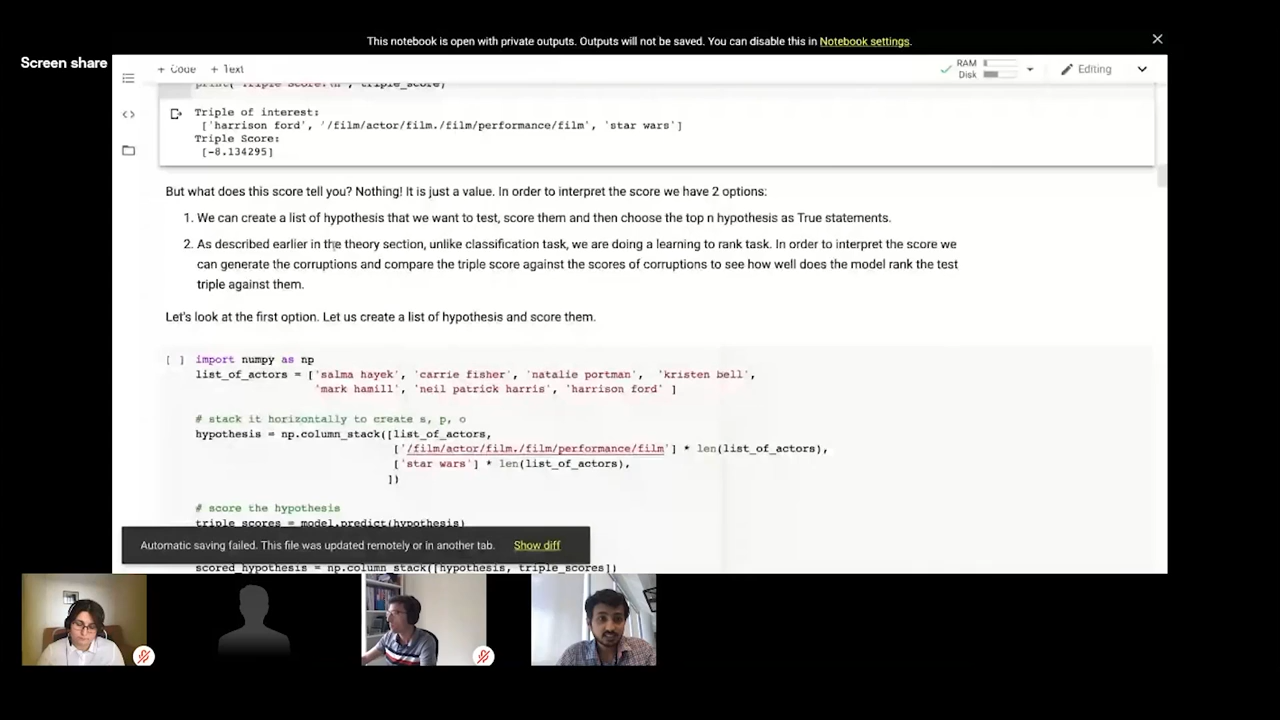 This notebook is open with private outputs. Outputs will not be saved. You can disable this in Notebook settings.
Screen share
+ Code + Text
RAM
Disk
Editing
print('Triple Score:\n', triple_score)
Triple of interest:
['harrison ford', '/film/actor/film./film/performance/film', 'star wars']
Triple Score:
[-8.134295]
But what does this score tell you? Nothing! It is just a value. In order to interpret the score we have 2 options:
1. We can create a list of hypothesis that we want to test, score them and then choose the top n hypothesis as True statements.
2. As described earlier in the theory section, unlike classification task, we are doing a learning to rank task. In order to interpret the score we
can generate the corruptions and compare the triple score against the scores of corruptions to see how well does the model rank the test
triple against them.
Let's look at the first option. Let us create a list of hypothesis and score them.
[ ] import numpy as np
list_of_actors = ['salma hayek', 'carrie fisher', 'natalie portman', 'kristen bell',
'mark hamill', 'neil patrick harris', 'harrison ford' ]
# stack it horizontally to create s, p, o
hypothesis = np.column_stack([list_of_actors,
['/film/actor/film./film/performance/film'] * len(list_of_actors),
['star wars'] * len(list_of_actors),
])
# score the hypothesis
triple_scores = model.predict(hypothesis)
Automatic saving failed. This file was updated remotely or in another tab. Show diff
scored_hypothesis = np.column_stack([hypothesis, triple_scores])